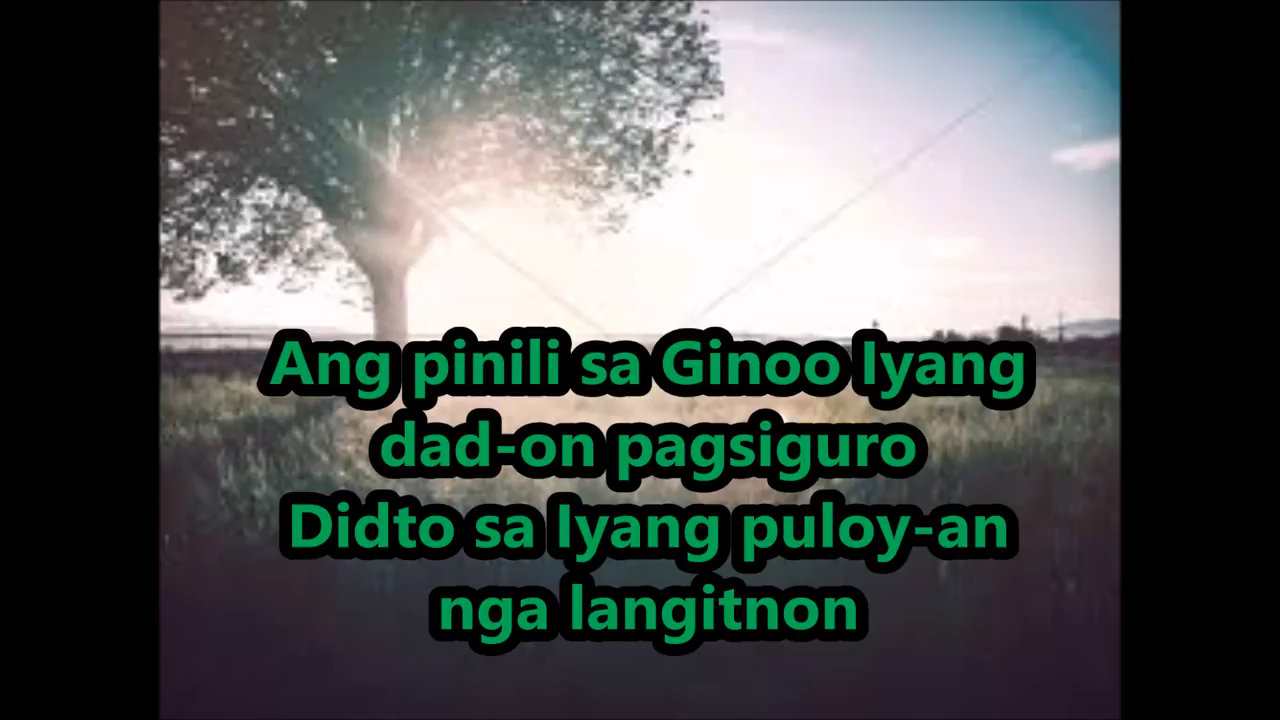 Ang pinili sa Ginoo Iyang
dad-on pagsiguro
Didto sa Iyang puloy-an
nga langitnon